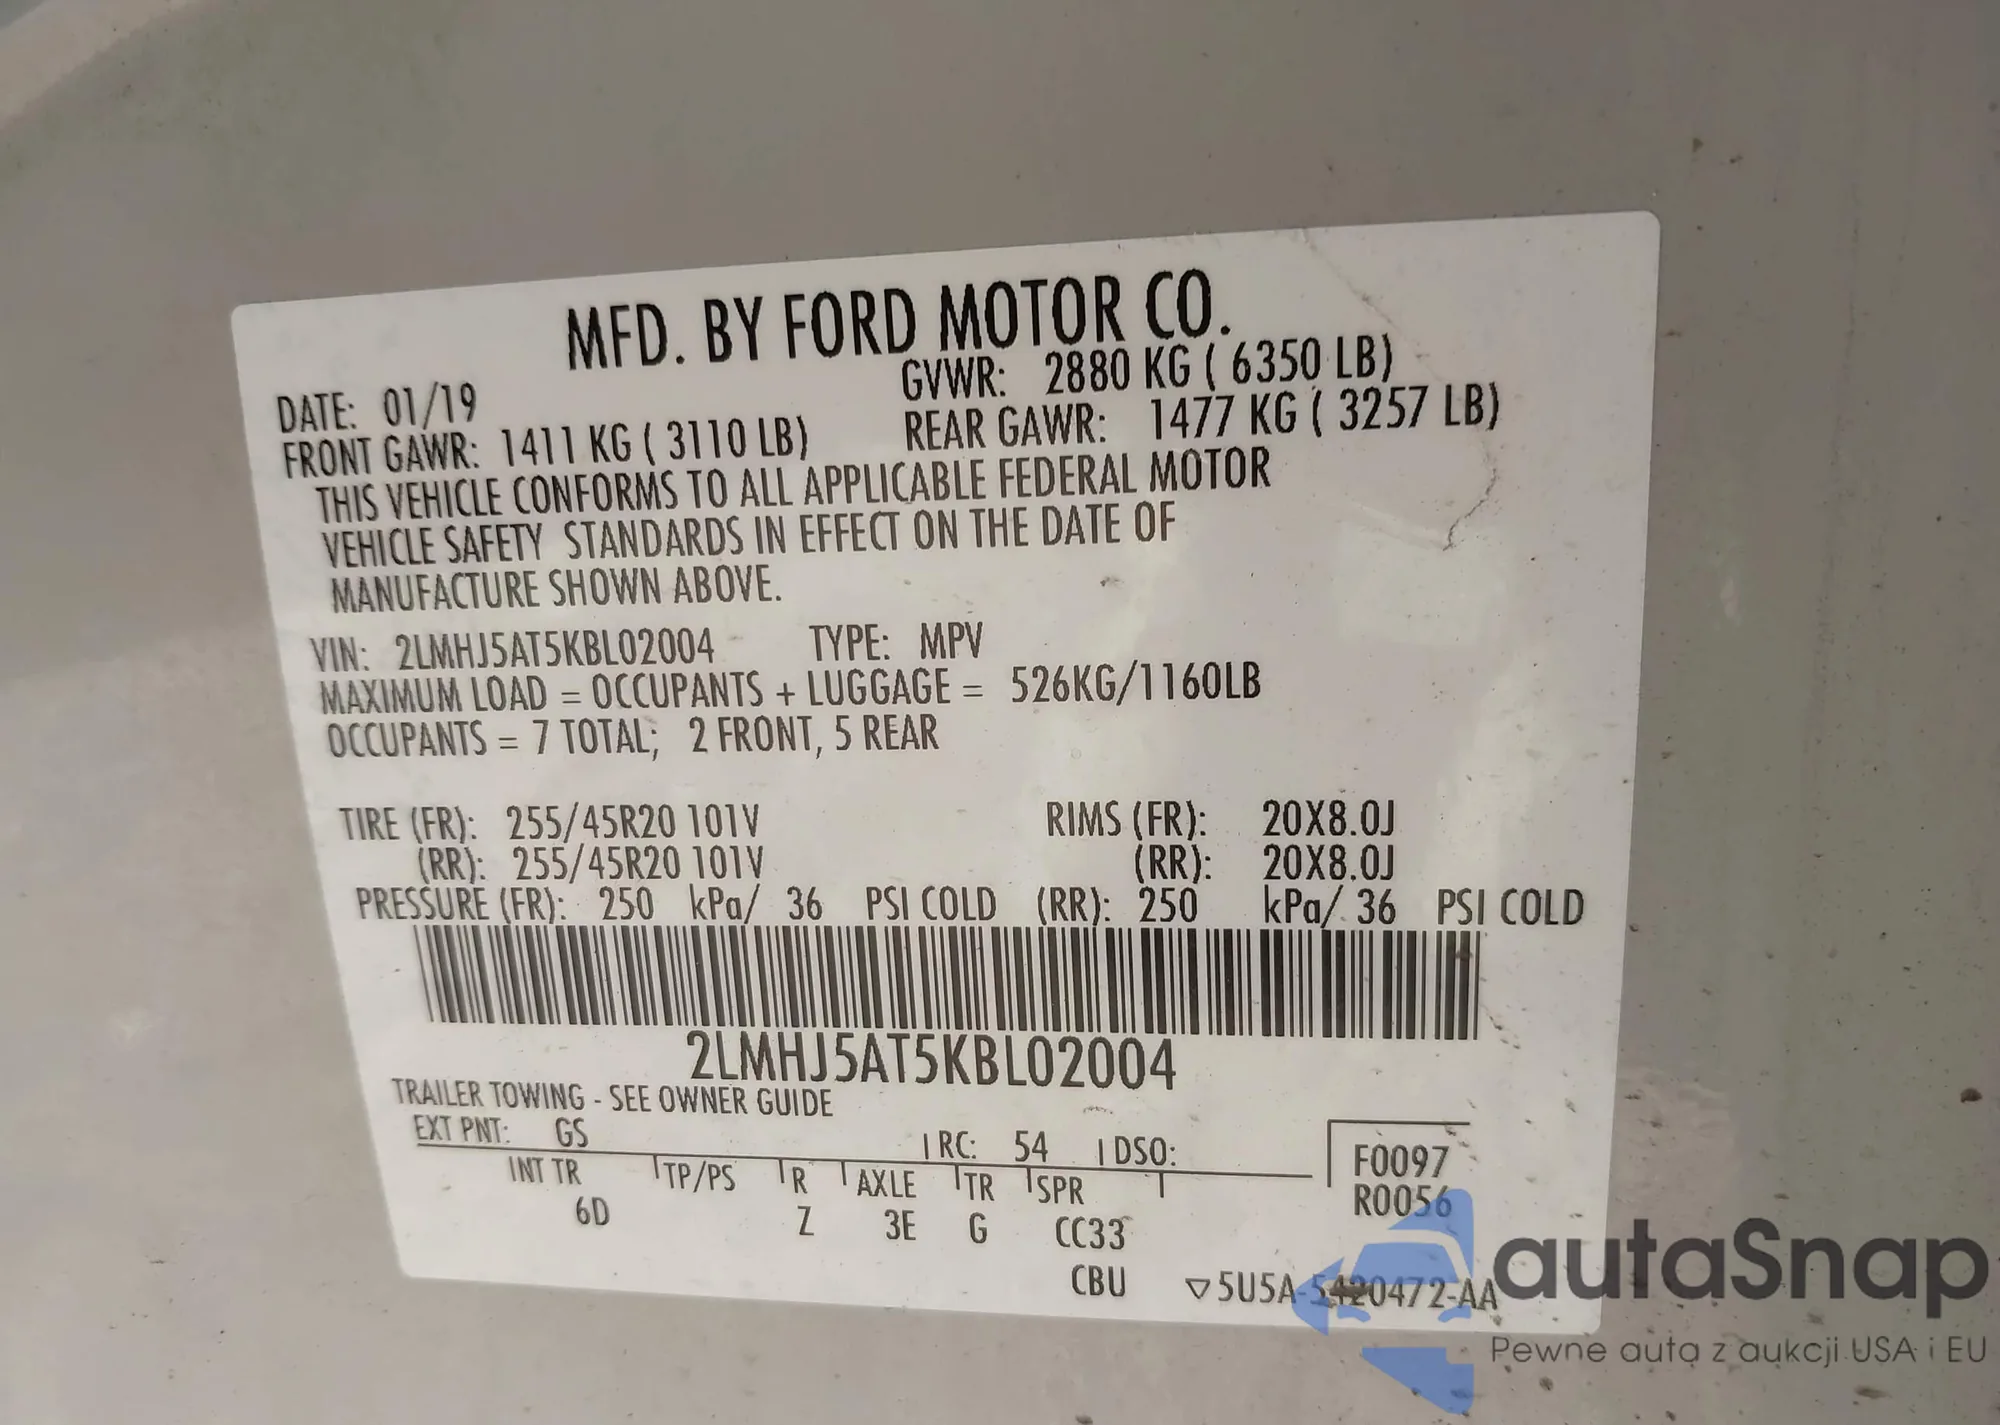 MFD. BY FORD MOTOR CO.
DATE: 01/19 GVWR: 2880 KG ( 6350 LB)
FRONT GAWR: 1411 KG ( 3110 LB) REAR GAWR: 1477 KG ( 3257 LB)
THIS VEHICLE CONFORMS TO ALL APPLICABLE FEDERAL MOTOR
VEHICLE SAFETY STANDARDS IN EFFECT ON THE DATE OF
MANUFACTURE SHOWN ABOVE.
VIN: 2LMHJ5AT5KBL02004 TYPE: MPV
MAXIMUM LOAD = OCCUPANTS + LUGGAGE = 526KG/1160LB
OCCUPANTS = 7 TOTAL; 2 FRONT, 5 REAR
TIRE (FR): 255/45R20 101V RIMS (FR): 20X8.0J
(RR): 255/45R20 101V (RR): 20X8.0J
PRESSURE (FR): 250 kPa/ 36 PSI COLD (RR): 250 kPa/ 36 PSI COLD
2LMHJ5AT5KBL02004
TRAILER TOWING - SEE OWNER GUIDE
EXT PNT: GS RC: 54 DSO: F0097
INT TR TP/PS R AXLE TR SPR R0056
6D Z 3E G CC33
CBU ▽5U5A-5420472-AA
autaSnap
Pewne auta z aukcji USA i EU